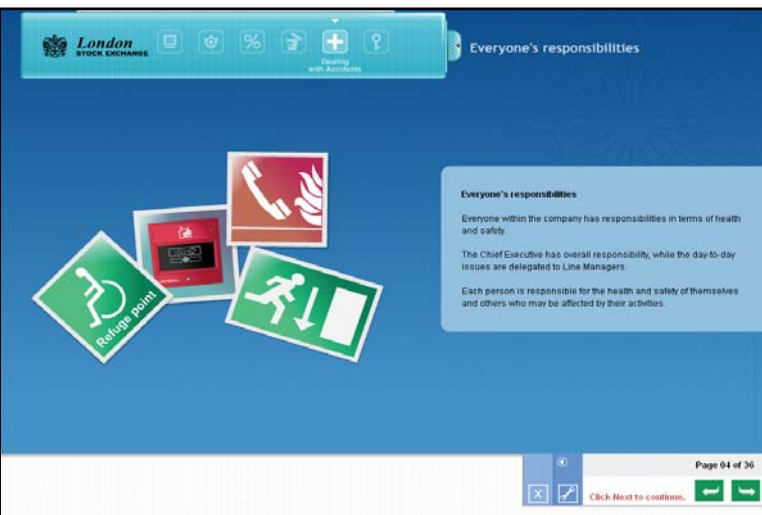 London
STOCK EXCHANGE
Dealing
with Accidents
Everyone's responsibilities
Refuge point
Everyone's responsibilities
Everyone within the company has responsibilities in terms of health
and safety.
The Chief Executive has overall responsibility, while the day-to-day
issues are delegated to Line Managers.
Each person is responsible for the health and safety of themselves
and others who may be affected by their activities.
Page 04 of 36
X
Click Next to continue.